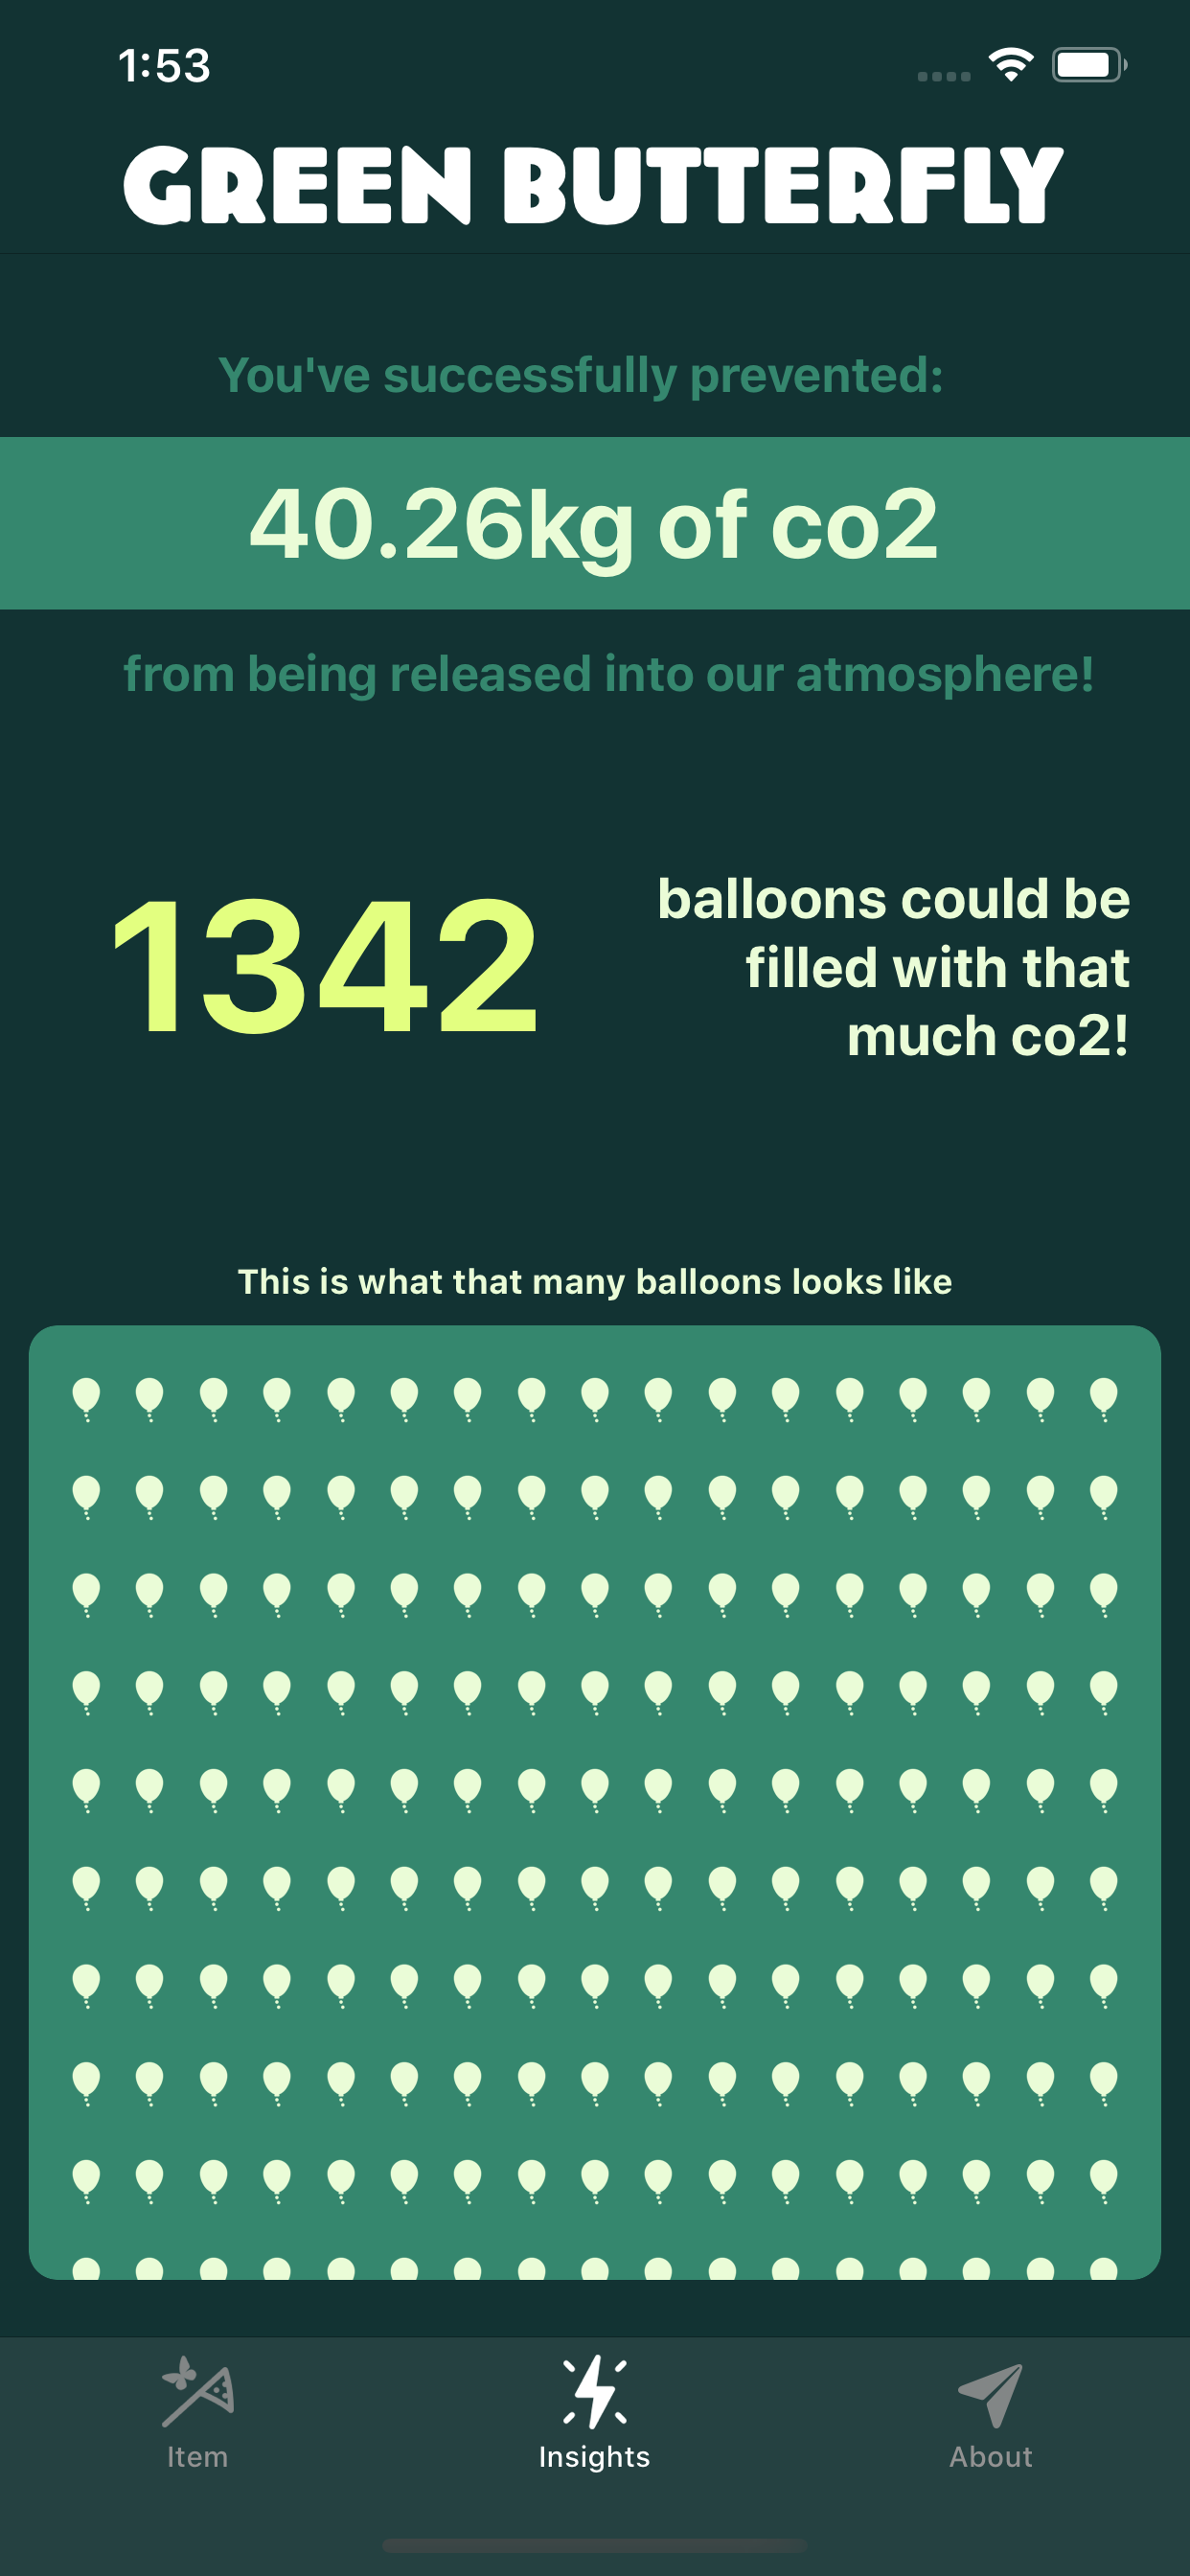 1:53
GREEN BUTTERFLY
You've successfully prevented:
40.26kg of co2
from being released into our atmosphere!
1342
balloons could be
filled with that
much co2!
This is what that many balloons looks like
Item
Insights
About